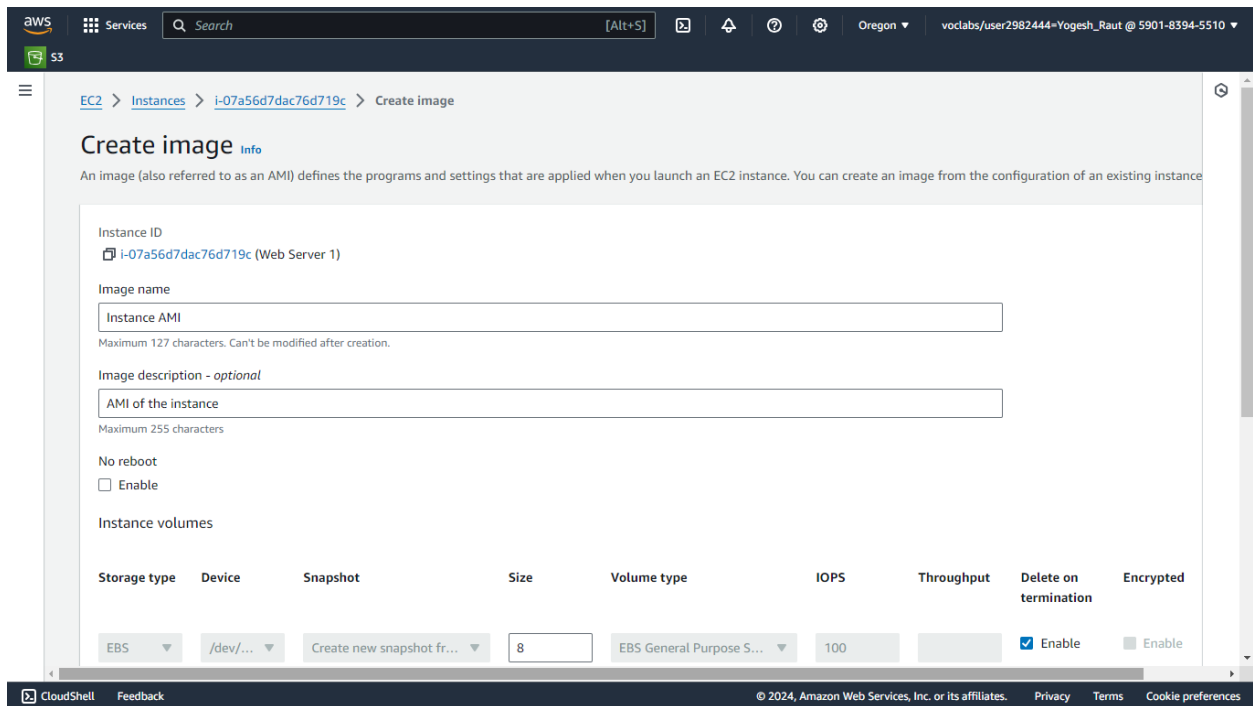 aws
Services
Search
[Alt+S]
Oregon
voclabs/user2982444=Yogesh_Raut @ 5901-8394-5510
S3
EC2 > Instances > i-07a56d7dac76d719c > Create image
Create image Info
An image (also referred to as an AMI) defines the programs and settings that are applied when you launch an EC2 instance. You can create an image from the configuration of an existing instance
Instance ID
i-07a56d7dac76d719c (Web Server 1)
Image name
Instance AMI
Maximum 127 characters. Can't be modified after creation.
Image description - optional
AMI of the instance
Maximum 255 characters
No reboot
Enable
Instance volumes
Storage type Device Snapshot Size Volume type IOPS Throughput Delete on termination Encrypted
EBS /dev/... Create new snapshot fr... 8 EBS General Purpose S... 100 Enable Enable
CloudShell Feedback © 2024, Amazon Web Services, Inc. or its affiliates. Privacy Terms Cookie preferences